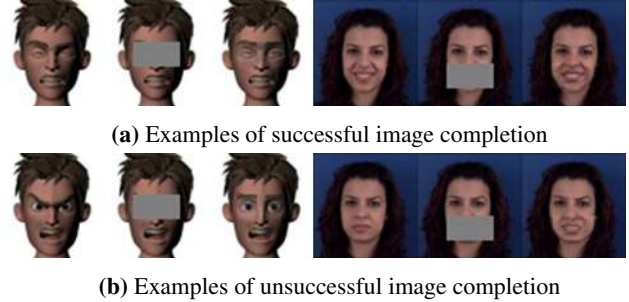 (a) Examples of successful image completion
(b) Examples of unsuccessful image completion